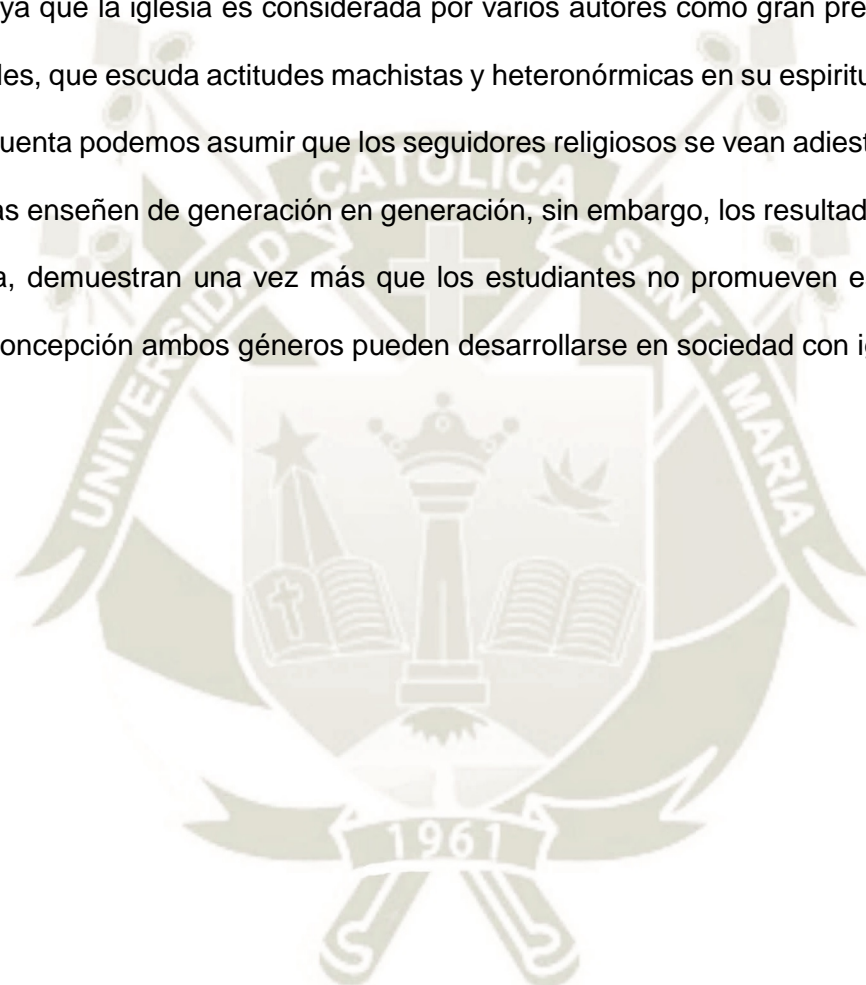 ya que la iglesia es considerada por varios autores como gran pre
les, que escuda actitudes machistas y heteronórmicas en su espiritu
uenta podemos asumir que los seguidores religiosos se vean adiest
as enseñen de generación en generación, sin embargo, los resultad
a, demuestran una vez más que los estudiantes no promueven e
oncepción ambos géneros pueden desarrollarse en sociedad con ig
UNIVERSIDAD CATÓLICA SANTA MARIA
1961